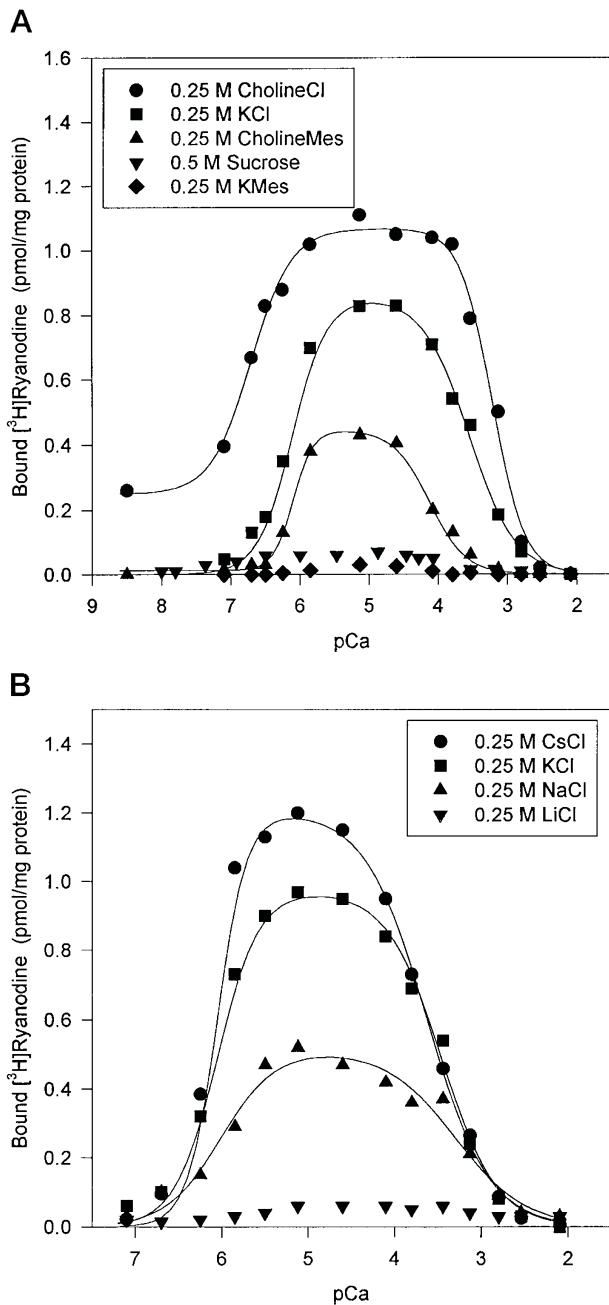 A
1.6
1.4
1.2
1.0
0.8
0.6
0.4
0.2
0.0
Bound [³H]Ryanodine (pmol/mg protein)
0.25 M CholineCl
0.25 M KCl
0.25 M CholineMes
0.5 M Sucrose
0.25 M KMes
9 8 7 6 5 4 3 2
pCa
B
1.4
1.2
1.0
0.8
0.6
0.4
0.2
0.0
Bound [³H]Ryanodine (pmol/mg protein)
0.25 M CsCl
0.25 M KCl
0.25 M NaCl
0.25 M LiCl
7 6 5 4 3 2
pCa